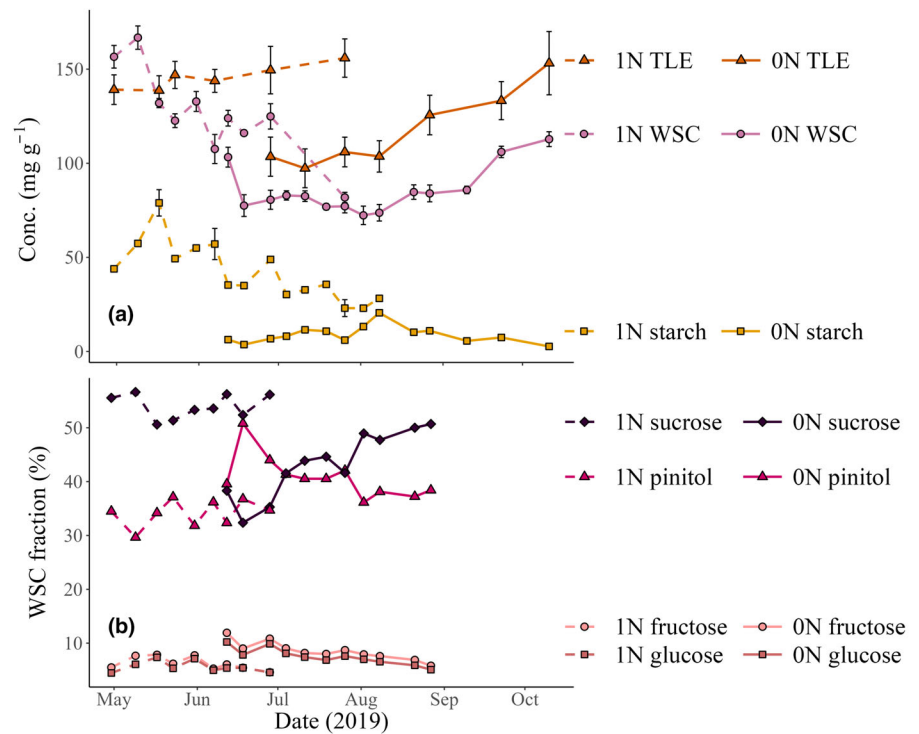 150
100
50
0
Conc. (mg g⁻¹)
(a)
1N TLE 0N TLE
1N WSC 0N WSC
1N starch 0N starch
50
40
30
20
10
WSC fraction (%)
(b)
1N sucrose 0N sucrose
1N pinitol 0N pinitol
1N fructose 0N fructose
1N glucose 0N glucose
May Jun Jul Aug Sep Oct
Date (2019)